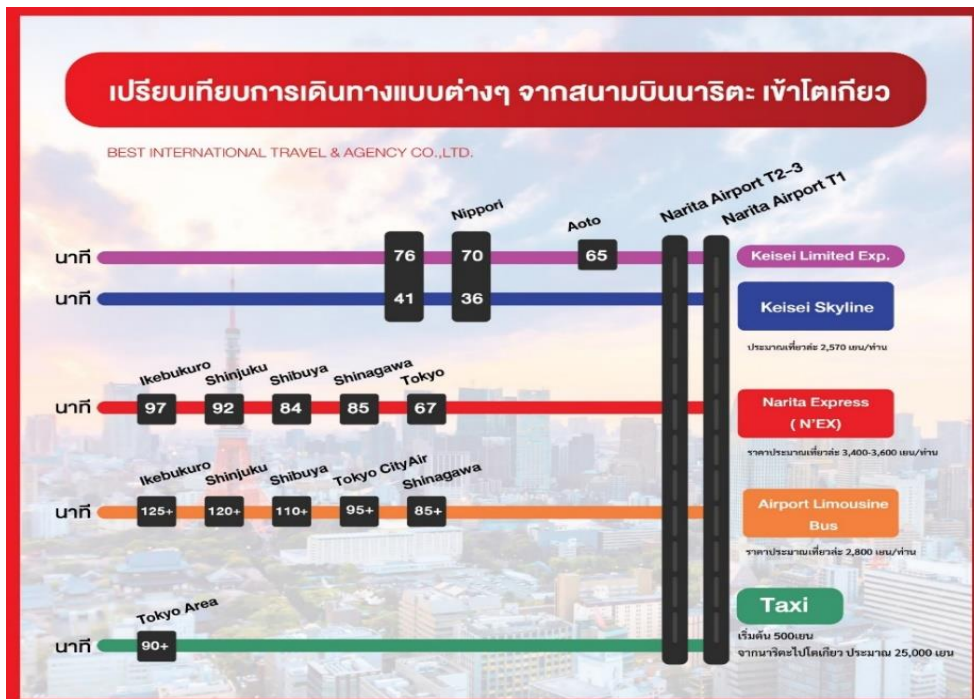 เปรียบเทียบการเดินทางแบบต่างๆ จากสนามบินนาริตะ เข้าโตเกียว
BEST INTERNATIONAL TRAVEL & AGENCY CO.,LTD.
Nippori
Aoto
Narita Airport T2-3
Narita Airport T1
นาที 76 70 65 Keisei Limited Exp.
นาที 41 36 Keisei Skyline
ประมาณเที่ยวล่ะ 2,570 เยน/ท่าน
Ikebukuro Shinjuku Shibuya Shinagawa Tokyo
นาที 97 92 84 85 67 Narita Express
( N'EX)
ราคาประมาณเที่ยวล่ะ 3,400-3,600 เยน/ท่าน
Ikebukuro Shinjuku Shibuya Tokyo CityAir Shinagawa
นาที 125+ 120+ 110+ 95+ 85+ Airport Limousine
Bus
ราคาประมาณเที่ยวล่ะ 2,800 เยน/ท่าน
Tokyo Area
Taxi
นาที 90+
เริ่มต้น 500เยน
จากนาริตะไปโตเกียว ประมาณ 25,000 เยน